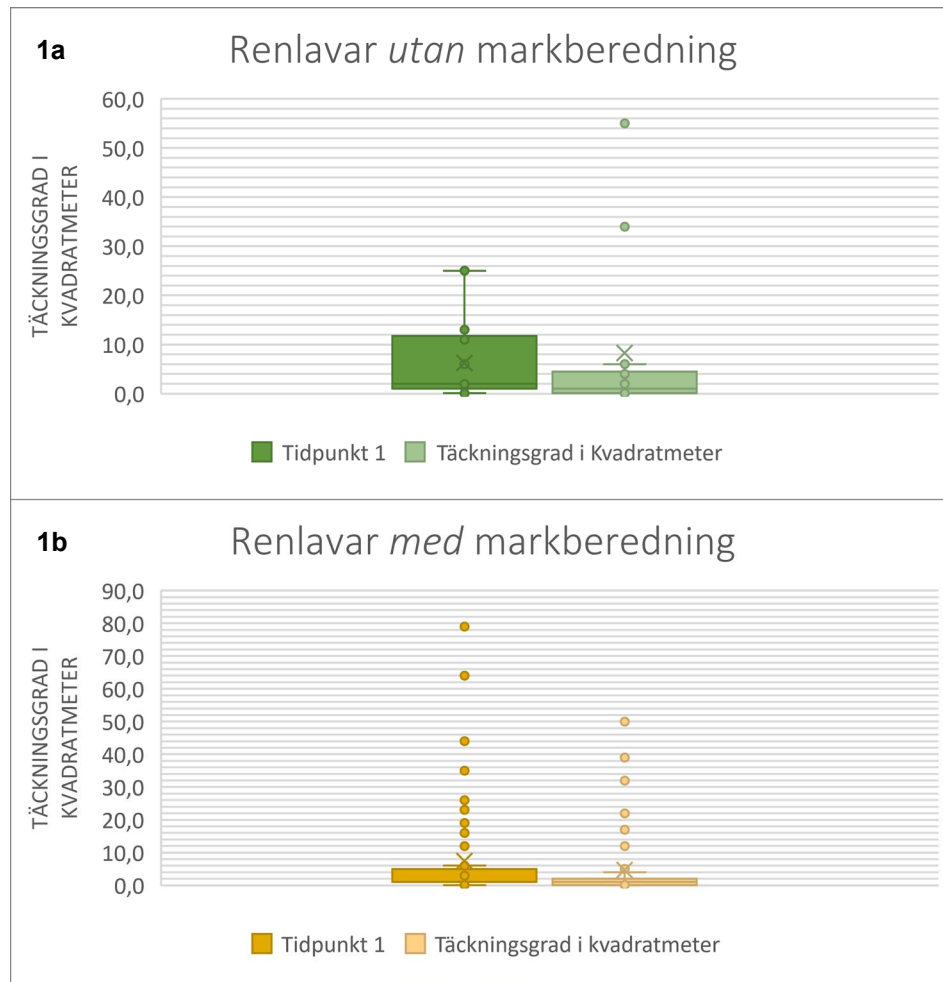 1a
Renlavar utan markberedning
TÄCKNINGSGRAD I
KVADRATMETER
60,0
50,0
40,0
30,0
20,0
10,0
0,0
Tidpunkt 1 Täckningsgrad i Kvadratmeter
1b
Renlavar med markberedning
TÄCKNINGSGRAD I
KVADRATMETER
90,0
80,0
70,0
60,0
50,0
40,0
30,0
20,0
10,0
0,0
Tidpunkt 1 Täckningsgrad i kvadratmeter